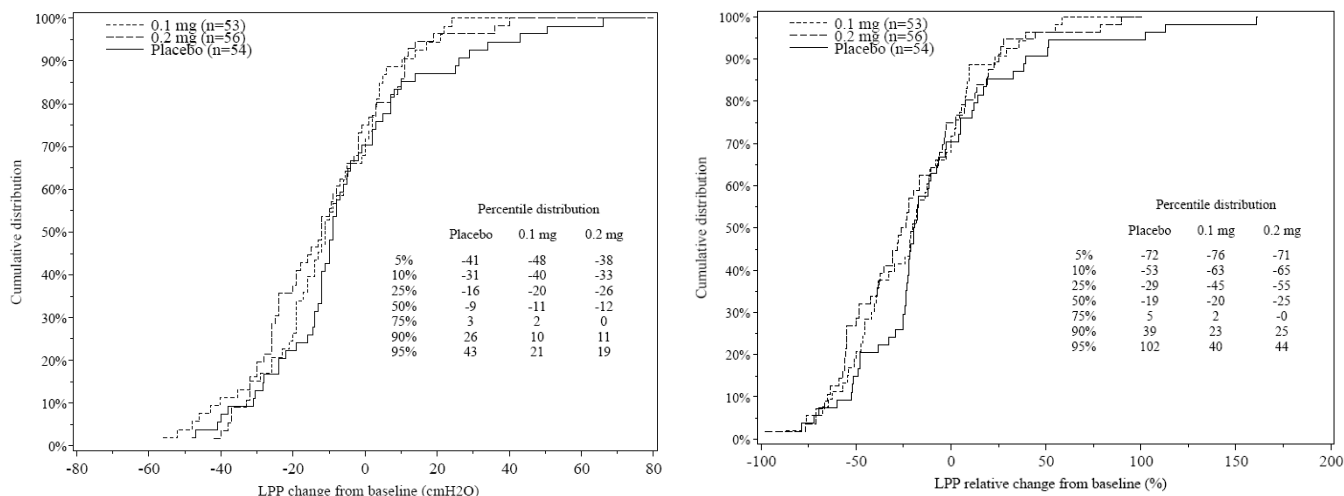 0.1 mg (n=53)
0.2 mg (n=56)
Placebo (n=54)
100%
90%
80%
70%
60%
50%
40%
30%
20%
10%
0%
Cumulative distribution
Percentile distribution
Placebo 0.1 mg 0.2 mg
5% -41 -48 -38
10% -31 -40 -33
25% -16 -20 -26
50% -9 -11 -12
75% 3 2 0
90% 26 10 11
95% 43 21 19
-80 -60 -40 -20 0 20 40 60 80
LPP change from baseline (cmH2O)
0.1 mg (n=53)
0.2 mg (n=56)
Placebo (n=54)
100%
90%
80%
70%
60%
50%
40%
30%
20%
10%
0%
Cumulative distribution
Percentile distribution
Placebo 0.1 mg 0.2 mg
5% -72 -76 -71
10% -53 -63 -65
25% -29 -45 -55
50% -19 -20 -25
75% 5 2 -0
90% 39 23 25
95% 102 40 44
-100 -50 0 50 100 150 200
LPP relative change from baseline (%)